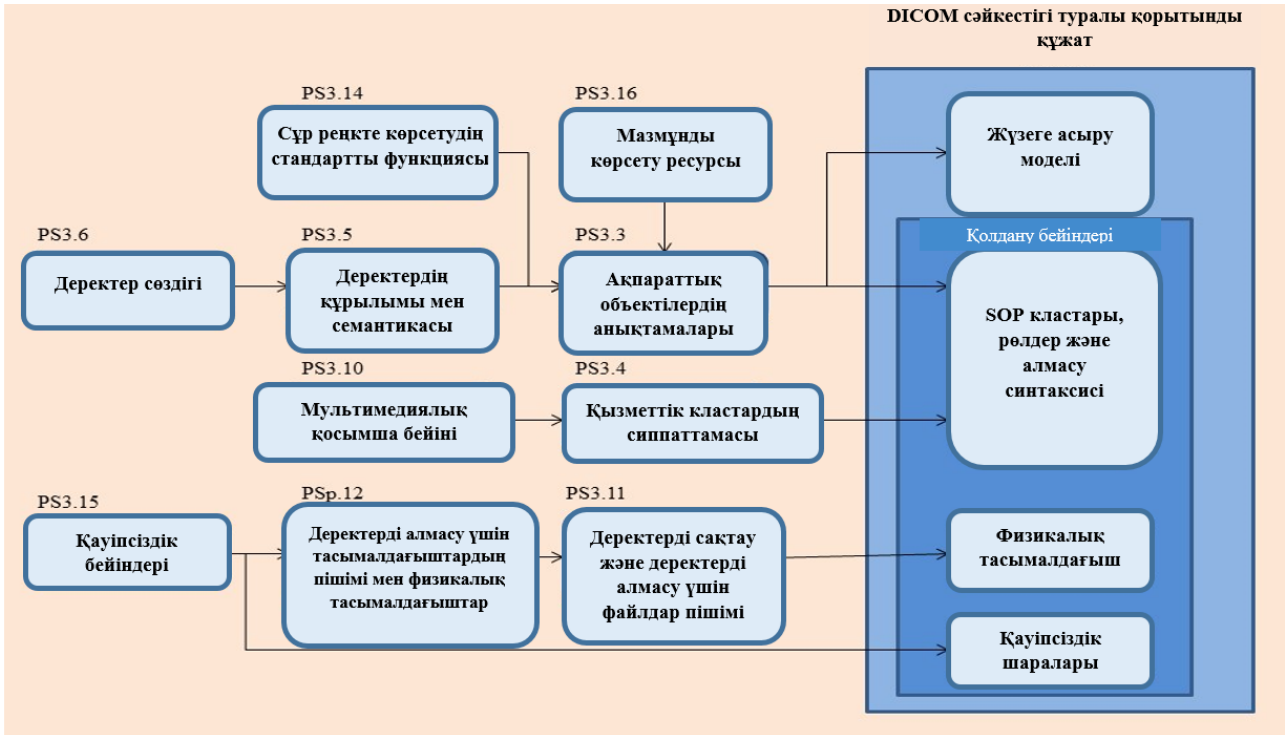 DICOM сәйкестігі туралы қорытынды
құжат
PS3.14
Сұр реңкте көрсетудің
стандартты функциясы
PS3.16
Мазмұнды
көрсету ресурсы
Жүзеге асыру
моделі
PS3.6
Деректер сөздігі
PS3.5
Деректердің
құрылымы мен
семантикасы
PS3.3
Ақпараттық
объектілердің
анықтамалары
Қолдану бейіндері
SOP кластары,
рөлдер және
алмасу
синтаксисі
PS3.10
Мультимедиялық
қосымша бейіні
PS3.4
Қызметтік кластардың
сиппаттамасы
PS3.15
Қауіпсіздік
бейіндері
PSp.12
Деректерді алмасу үшін
тасымалдағыштардың
пішімі мен физикалық
тасымалдағыштар
PS3.11
Деректерді сақтау
және деректерді
алмасу үшін
файлдар пішімі
Физикалық
тасымалдағыш
Қауіпсіздік
шаралары